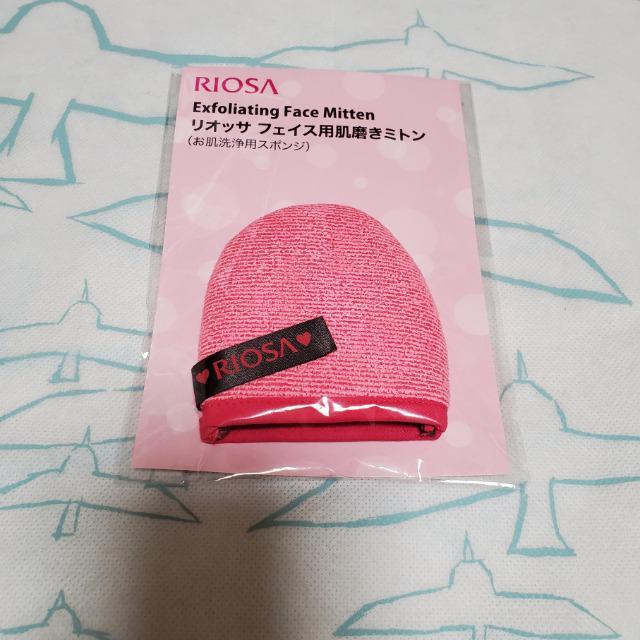 RIOSA
Exfoliating Face Mitten
リオッサ フェイス用肌磨きミトン
(お肌洗浄用スポンジ)
♥RIOSA♥